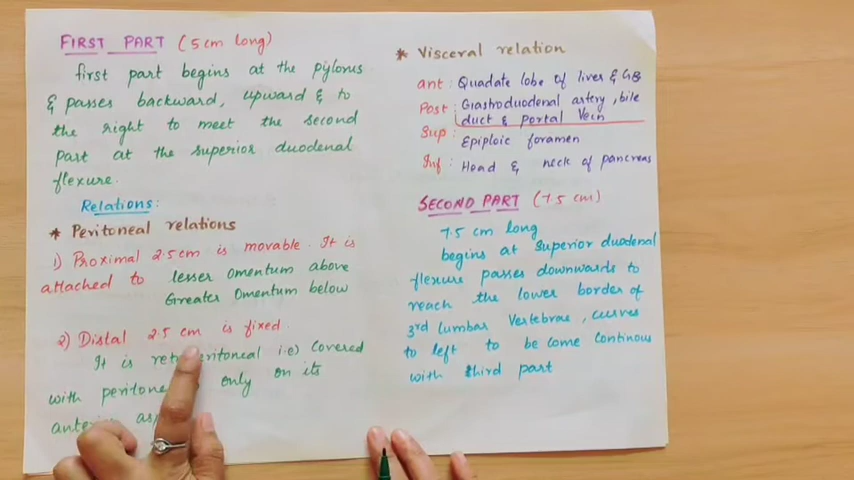 FIRST PART (5cm long)
first part begins at the pylorus
& passes backward, upward & to
the right to meet the second
part at the superior duodenal
flexure.
Relations:
* Peritoneal relations
1) Proximal 2.5cm is movable. It is
attached to lesser Omentum above
Greater Omentum below
2) Distal 2.5 cm is fixed
It is i.e) Covered
with only on its
* Visceral relation
ant: Quadate lobe of liver & GB
Post: Grastroduodenal artery, bile
duct & Portal Vein
Sup: Epiploic foramen
Inf: Head & neck of pancreas
SECOND PART (7.5 cm)
7.5 cm long
begins at Superior duodenal
flexure passes downwards to
reach the lower border of
3rd lumbar Vertebrae, curves
to left to be come Continous
with third part